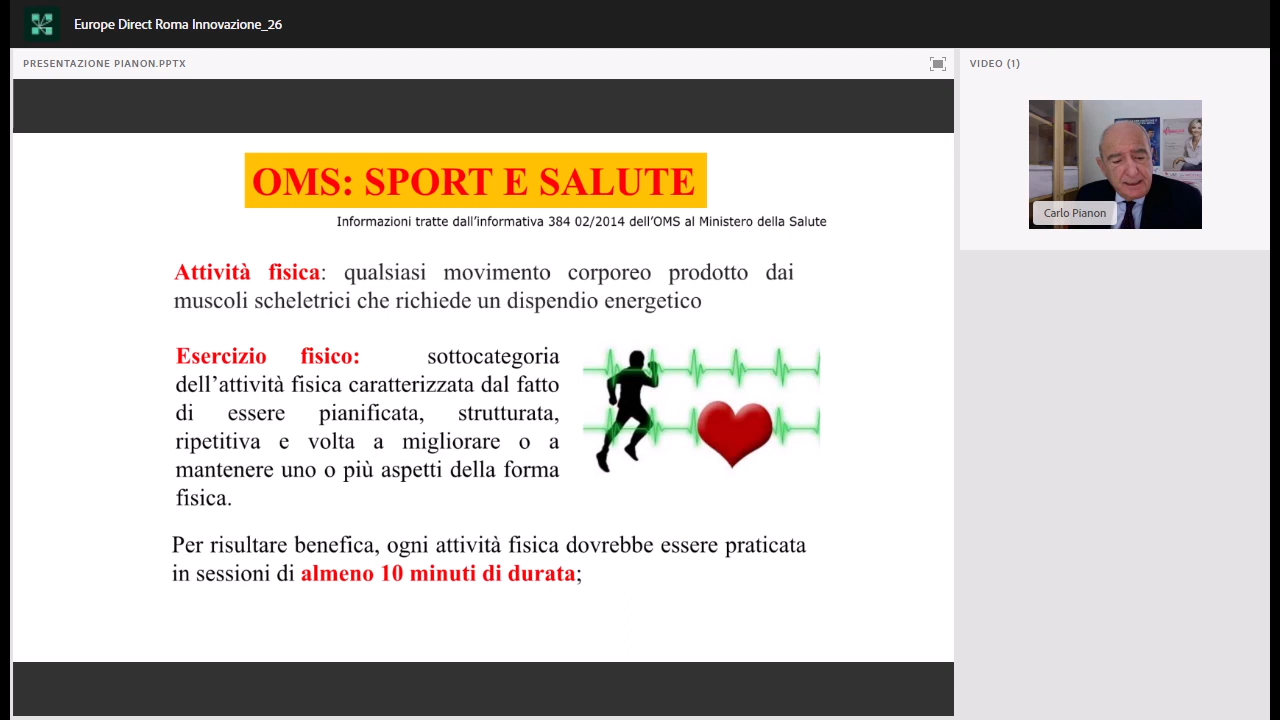 Europe Direct Roma Innovazione_26
PRESENTAZIONE PIANON.PPTX
VIDEO (1)
OMS: SPORT E SALUTE
Informazioni tratte dall'informativa 384 02/2014 dell'OMS al Ministero della Salute
Attività fisica: qualsiasi movimento corporeo prodotto dai
muscoli scheletrici che richiede un dispendio energetico
Esercizio fisico: sottocategoria
dell'attività fisica caratterizzata dal fatto
di essere pianificata, strutturata,
ripetitiva e volta a migliorare o a
mantenere uno o più aspetti della forma
fisica.
Per risultare benefica, ogni attività fisica dovrebbe essere praticata
in sessioni di almeno 10 minuti di durata;
Carlo Pianon